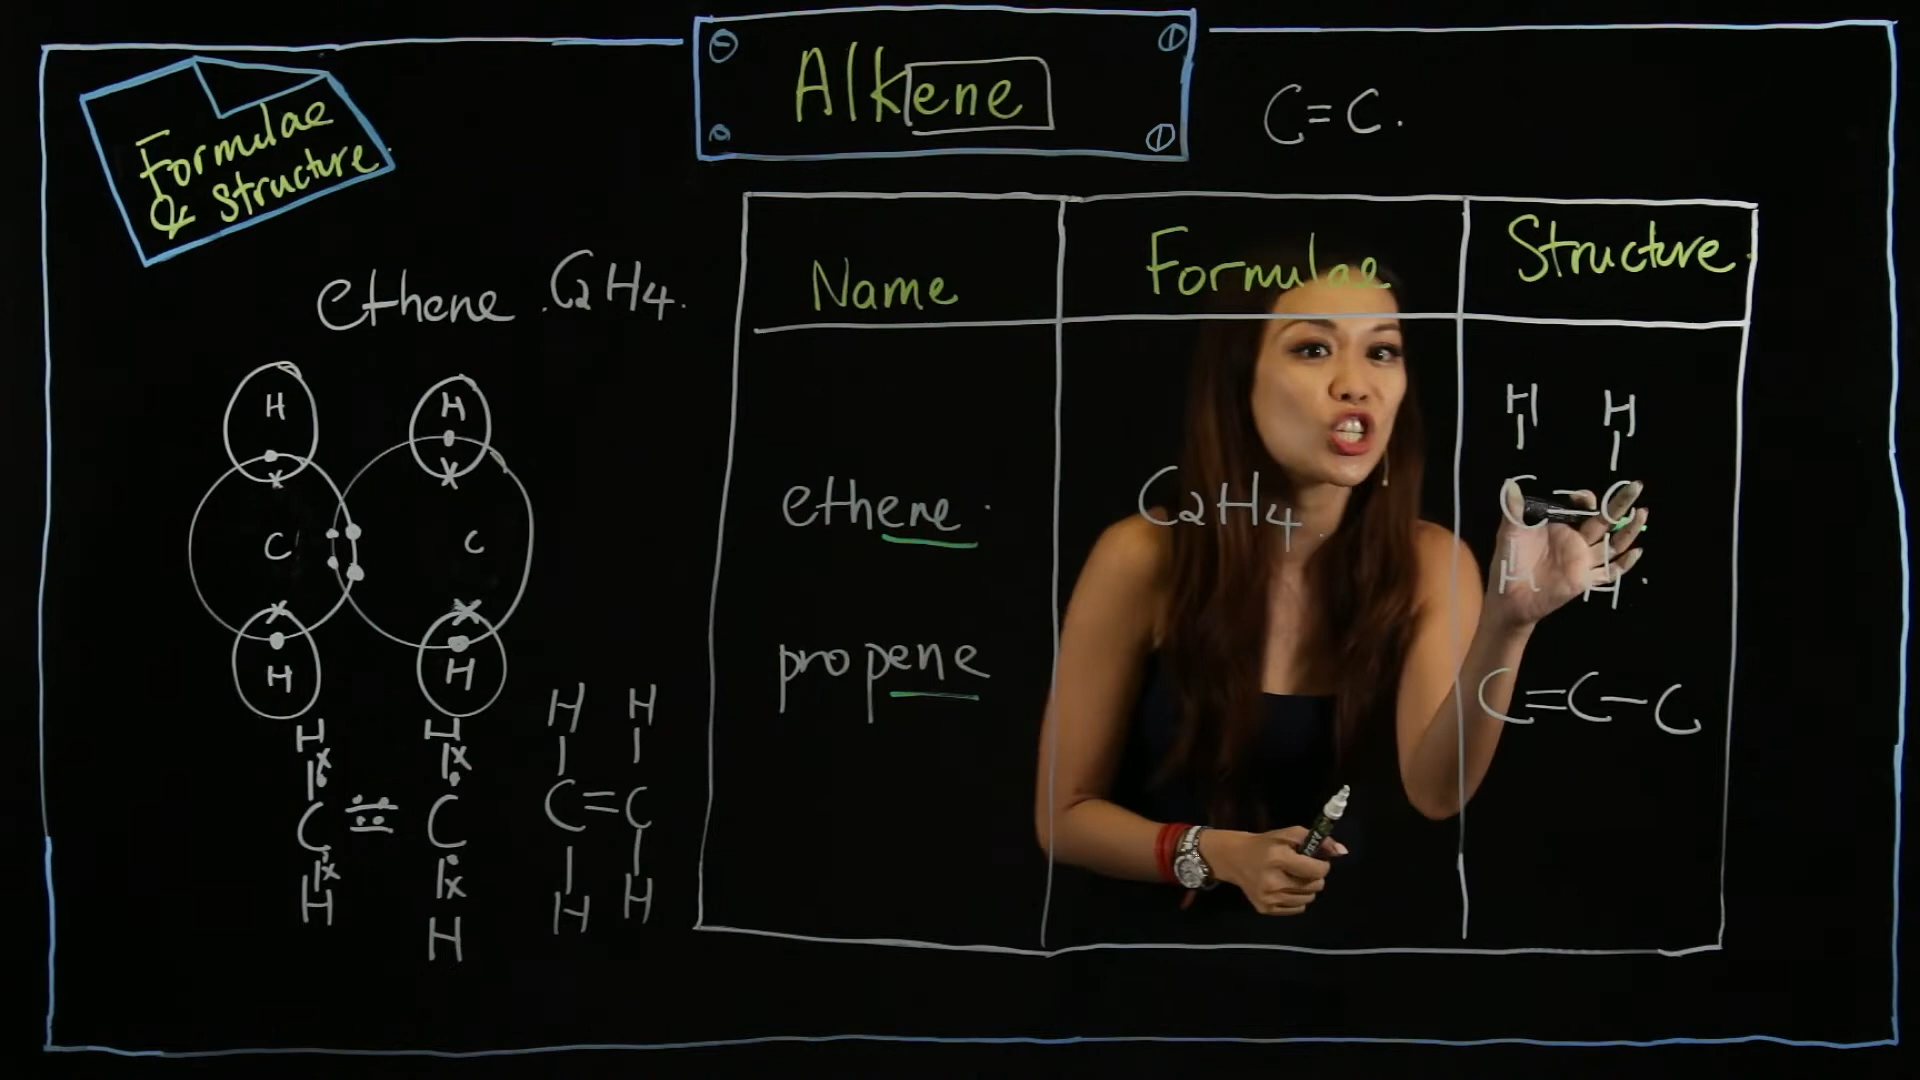 Alkene
C=C.
Formulae
& structure.
ethene C2H4.
H H
C C
H H
H H
C C
H H
H H
C=C
H H
Name Formulae Structure.
ethene. C2H4
H H
C=C
H H
propene C=C-C